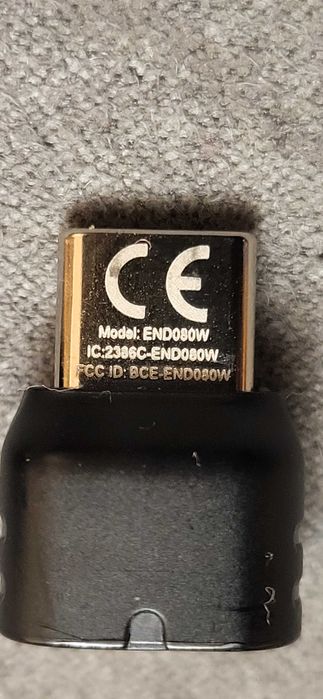 CE
Model: END080W
IC:2386C-END080W
FCC ID: BCE-END080W